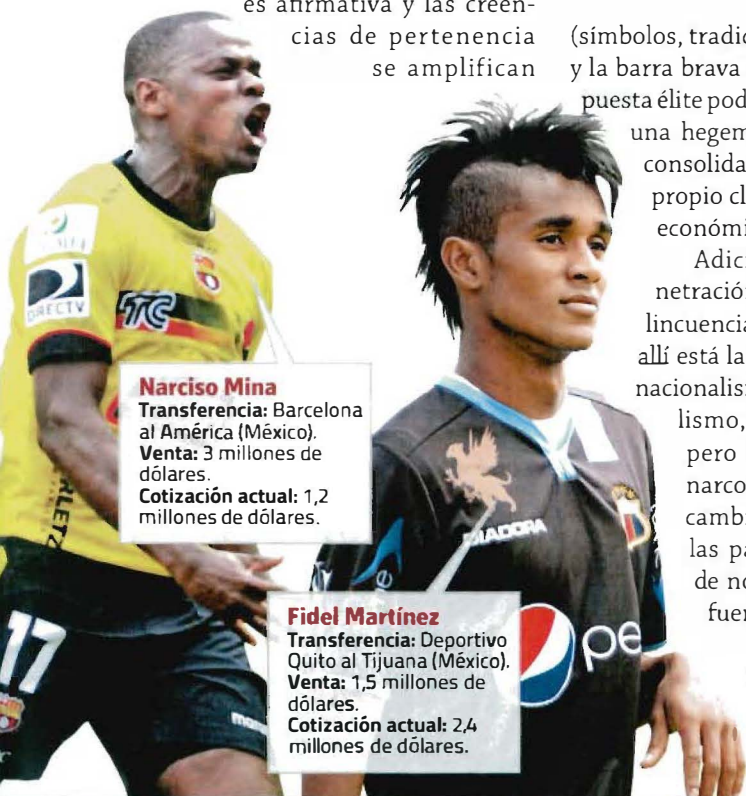 es afirmativa y las creen-
cias de pertenencia
se amplifican
(símbolos, tradic
y la barra brava
puesta élite pod
una hegem
consolida
propio cl
económi
Adici
netración
lincuencia
allí está la
nacionalis
lismo,
pero
narco
cambi
las pa
de no
fuer
DIRECTV
TC
17
Narciso Mina
Transferencia: Barcelona
al América (México).
Venta: 3 millones de
dólares.
Cotización actual: 1,2
millones de dólares.
DIADORA
pe
Fidel Martínez
Transferencia: Deportivo
Quito al Tijuana (México).
Venta: 1,5 millones de
dólares.
Cotización actual: 2,4
millones de dólares.